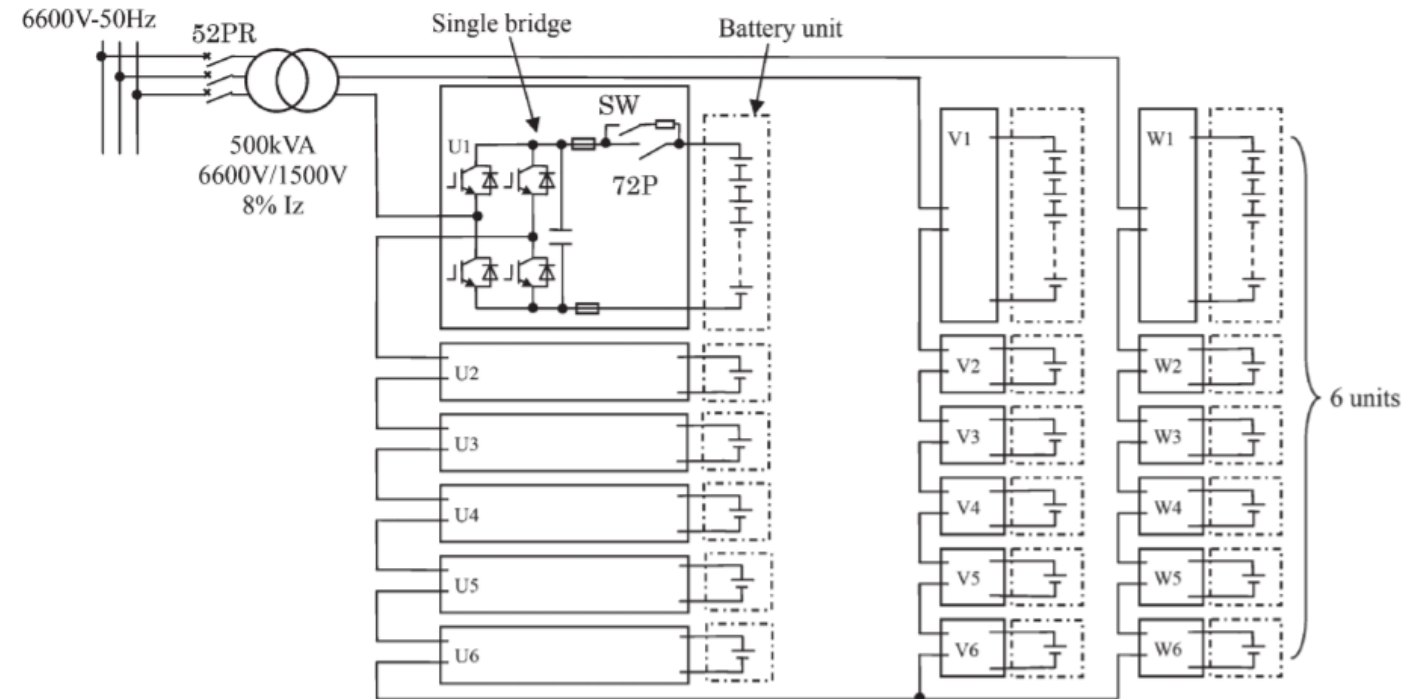 6600V-50Hz
52PR
Single bridge
Battery unit
500kVA
6600V/1500V
8% Iz
U1
SW
72P
V1
W1
U2
V2
W2
U3
V3
W3
6 units
U4
V4
W4
U5
V5
W5
U6
V6
W6